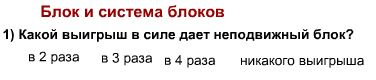 Блок и система блоков
1) Какой выигрыш в силе дает неподвижный блок?
в 2 раза в 3 раза в 4 раза никакого выигрыша